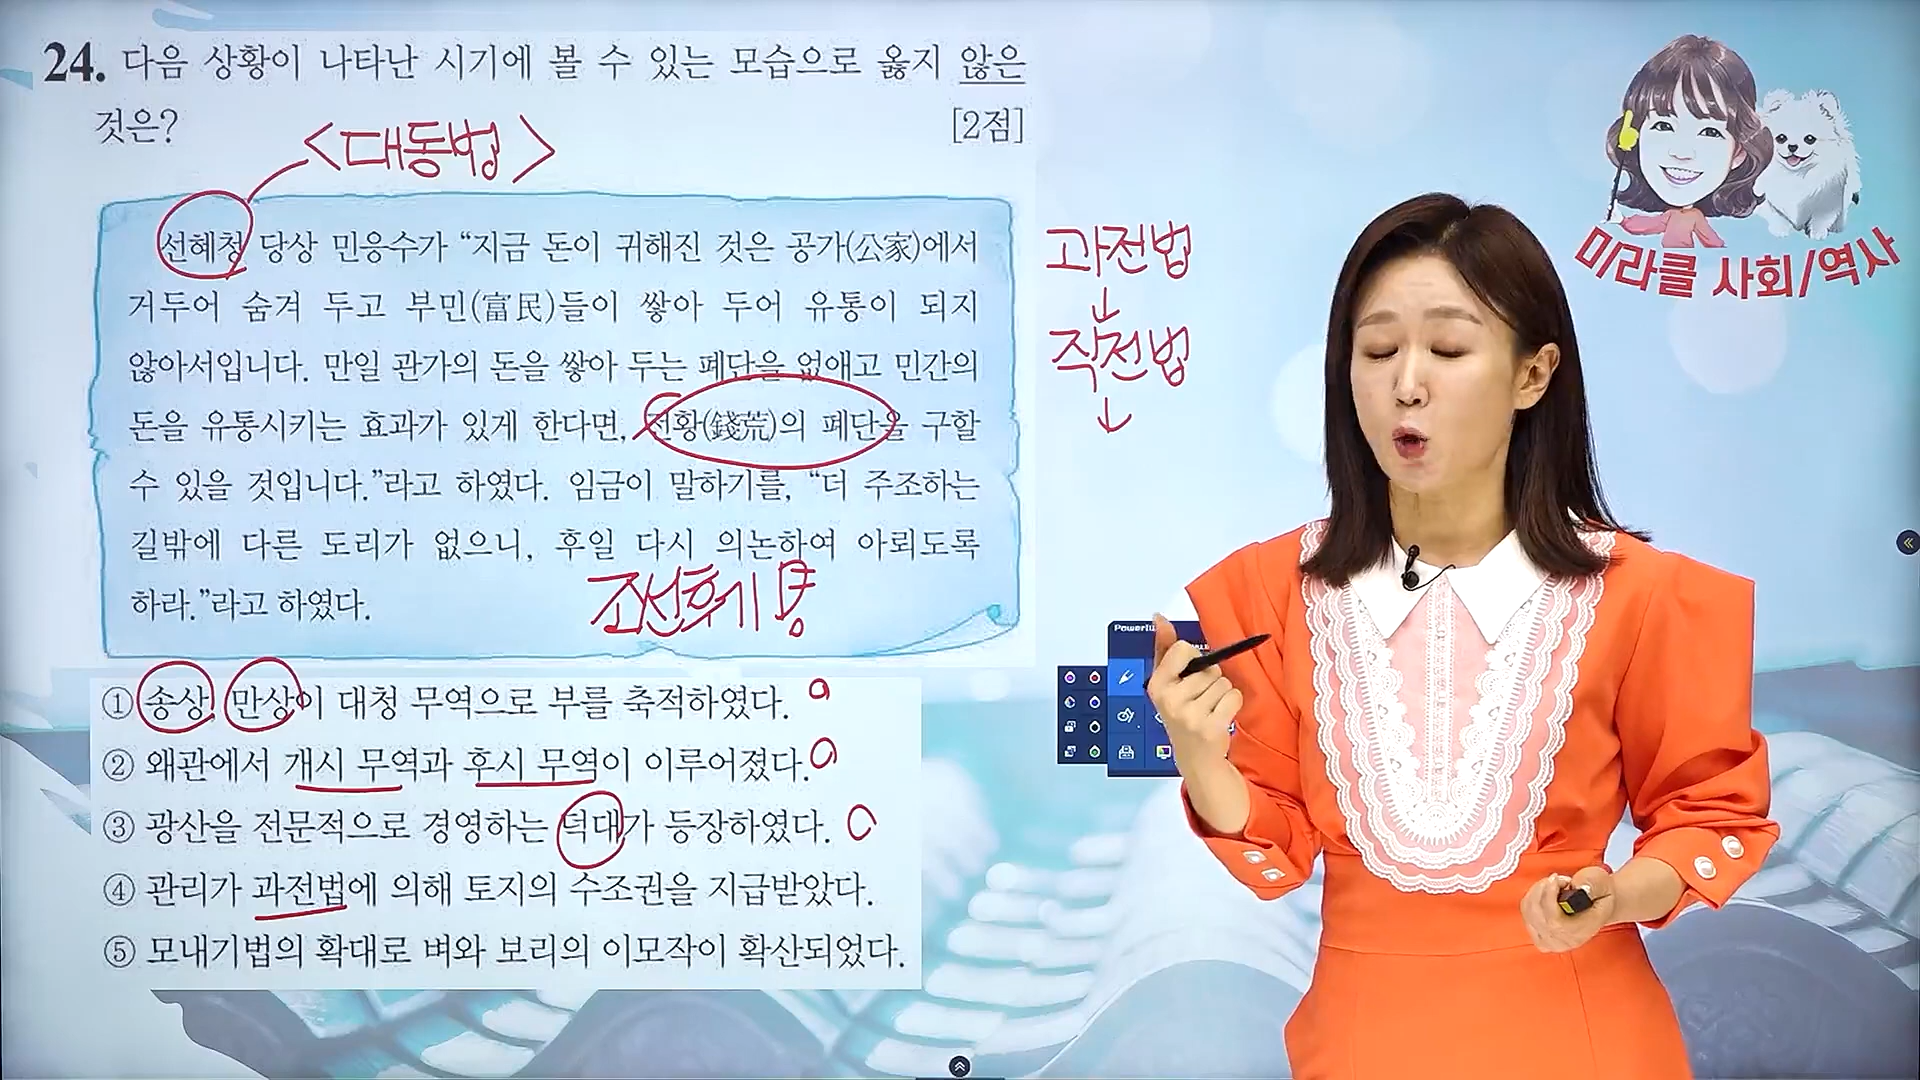 24. 다음 상황이 나타난 시기에 볼 수 있는 모습으로 옳지 않은
것은? [2점]
<대동법>
선혜청 당상 민응수가 “지금 돈이 귀해진 것은 공가(公家)에서
거두어 숨겨 두고 부민(富民)들이 쌓아 두어 유통이 되지
않아서입니다. 만일 관가의 돈을 쌓아 두는 폐단을 없애고 민간의
돈을 유통시키는 효과가 있게 한다면, 전황(錢荒)의 폐단을 구할
수 있을 것입니다.”라고 하였다. 임금이 말하기를, “더 주조하는
길밖에 다른 도리가 없으니, 후일 다시 의논하여 아뢰도록
하라.”라고 하였다.
조선후기
① 송상, 만상이 대청 무역으로 부를 축적하였다.
② 왜관에서 개시 무역과 후시 무역이 이루어졌다.
③ 광산을 전문적으로 경영하는 덕대가 등장하였다.
④ 관리가 과전법에 의해 토지의 수조권을 지급받았다.
⑤ 모내기법의 확대로 벼와 보리의 이모작이 확산되었다.
과전법
↓
직전법
↓
미라클 사회/역사